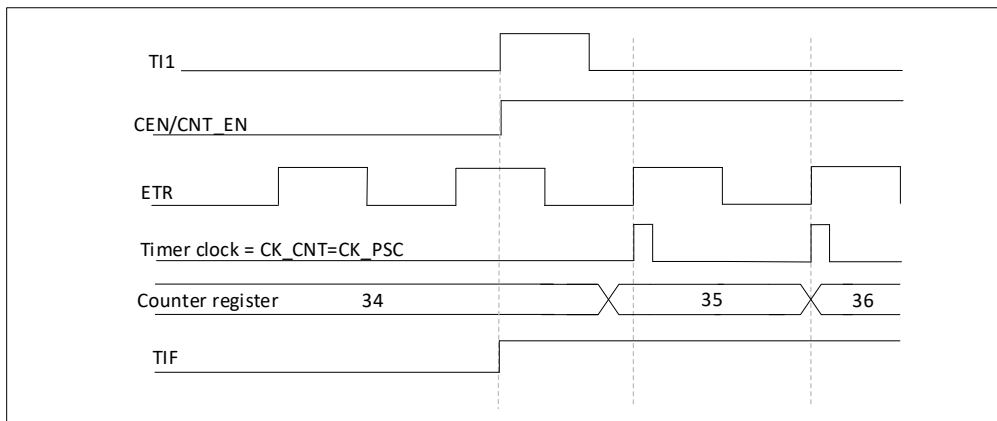 TI1
CEN/CNT_EN
ETR
Timer clock = CK_CNT=CK_PSC
Counter register 34 35 36
TIF